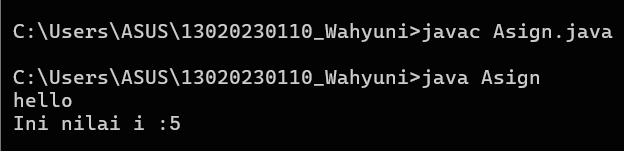 C:\Users\ASUS\13020230110_Wahyuni>javac Asign.java
C:\Users\ASUS\13020230110_Wahyuni>java Asign
hello
Ini nilai i :5